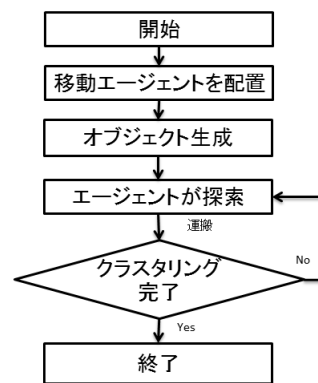 開始
移動エージェントを配置
オブジェクト生成
エージェントが探索
運搬
クラスタリング
完了
No
Yes
終了